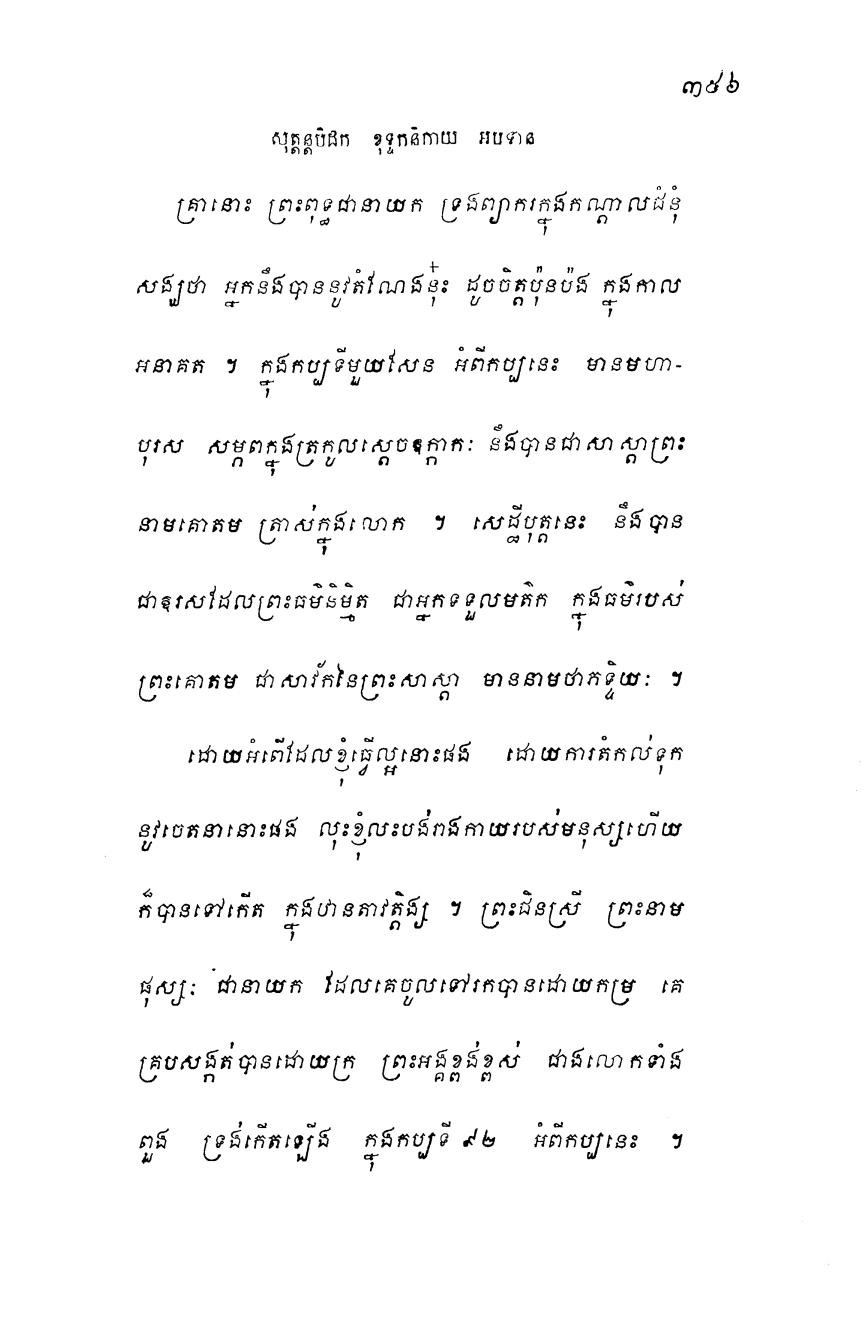 ៣៩៦
សុត្តន្តបិដក ខុទ្ទកនិកាយ អបទាន
គ្រានោះ ព្រះពុទ្ធជានាយក ទ្រង់ព្យាករក្នុងកណ្តាលជំនុំ
សង្ឃថា អ្នកនឹងបាននូវតំណែងនុ៎ះ ដូចចិត្តប៉ុនប៉ង ក្នុងកាល
អនាគត ។ ក្នុងកប្បទីមួយសែន អំពីកប្បនេះ មានមហា-
បុរស សម្ភពក្នុងត្រកូលស្តេចឧក្កាកៈ នឹងបានជាសាស្តាព្រះ
នាមគោតម ត្រាស់ក្នុងលោក ។ សេដ្ឋីបុត្តនេះ នឹងបាន
ជាឱរសដែលព្រះធម៌និម្មិត ជាអ្នកទទួលមត៌ក ក្នុងធម៌របស់
ព្រះគោតម ជាសាវ័កនៃព្រះសាស្តា មាននាមថាភទ្ទិយៈ ។
ដោយអំពើដែលខ្ញុំធ្វើល្អនោះផង ដោយការតំកល់ទុក
នូវចេតនានោះផង លុះខ្ញុំលះបង់រាងកាយរបស់មនុស្សហើយ
ក៏បានទៅកើត ក្នុងឋានតាវត្តិង្ស ។ ព្រះជិនស្រី ព្រះនាម
ផុស្សៈ ជានាយក ដែលគេចូលទៅរកបានដោយកម្រ គេ
គ្របសង្កត់បានដោយក្រ ព្រះអង្គខ្ពង់ខ្ពស់ ជាងលោកទាំង
ពួង ទ្រង់កើតឡើង ក្នុងកប្បទី ៩២ អំពីកប្បនេះ ។